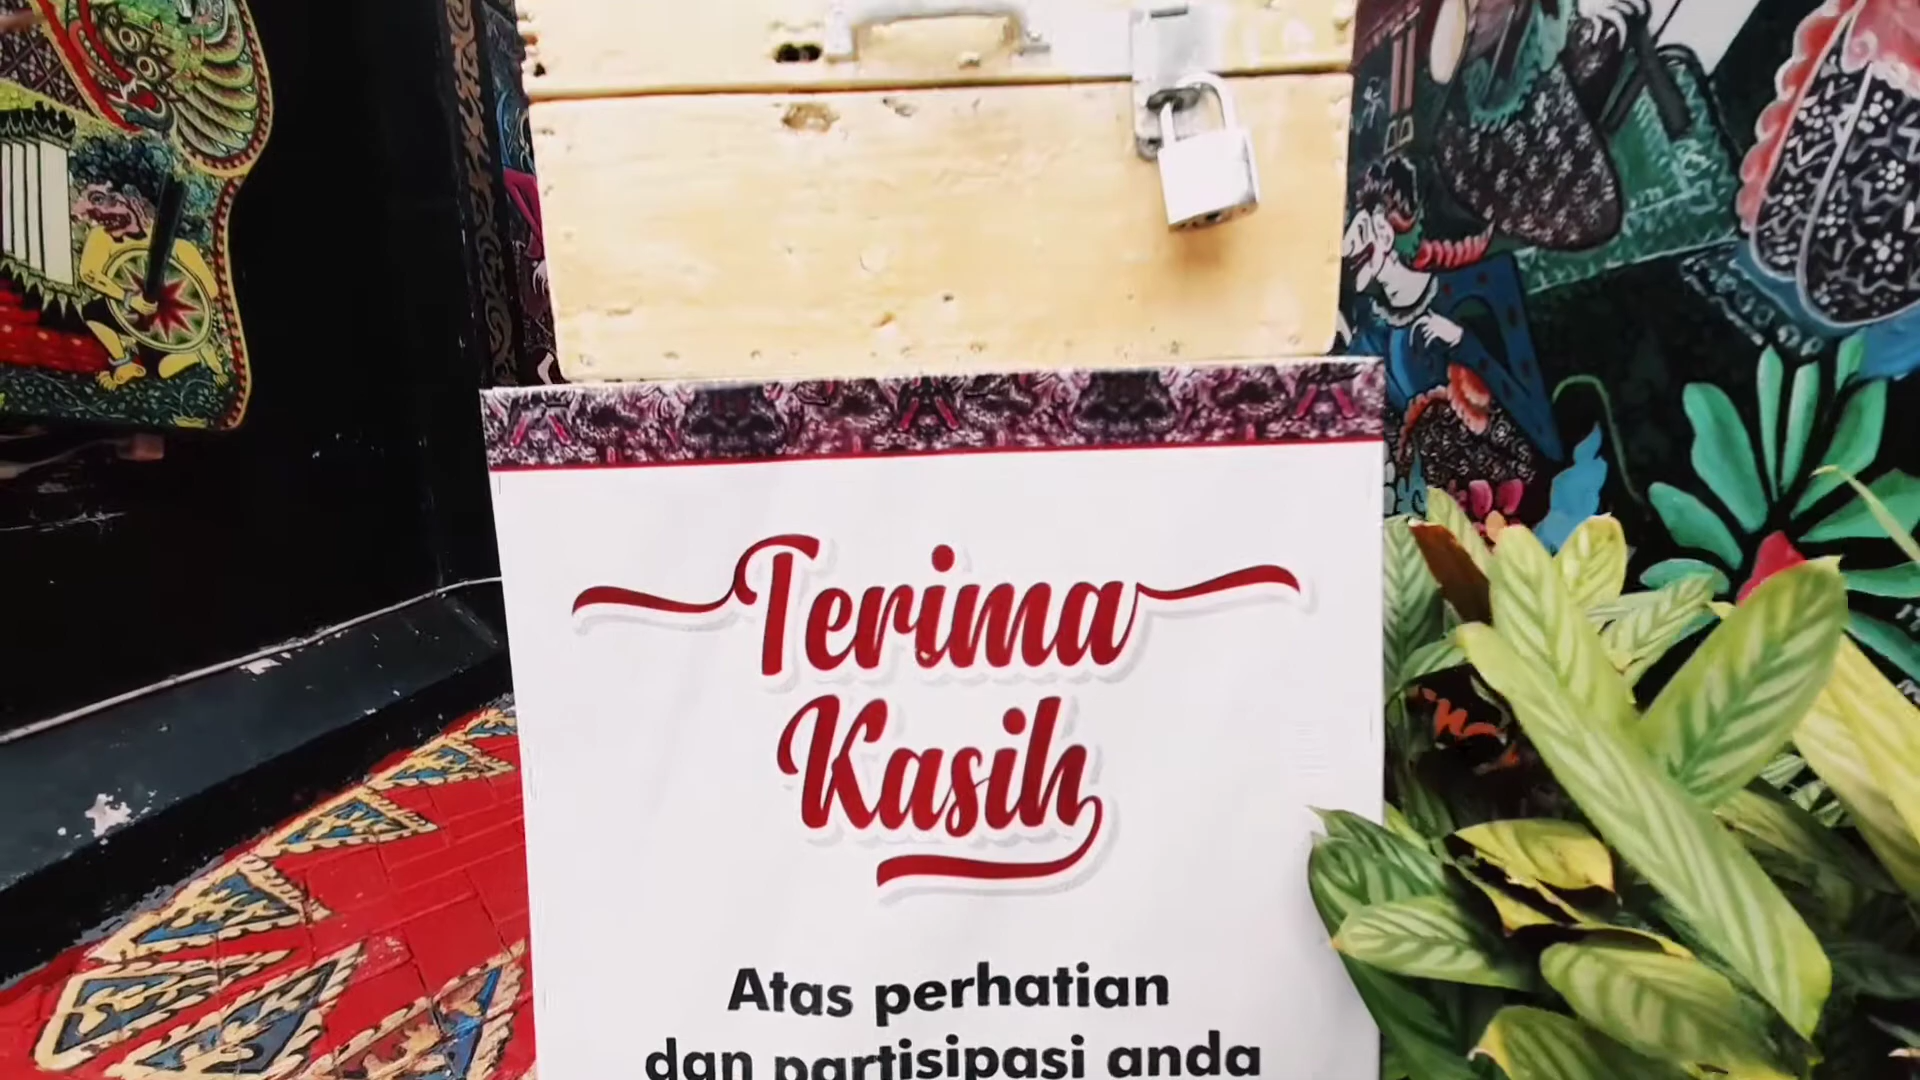 Terima
Kasih
Atas perhatian
dan partisipasi anda